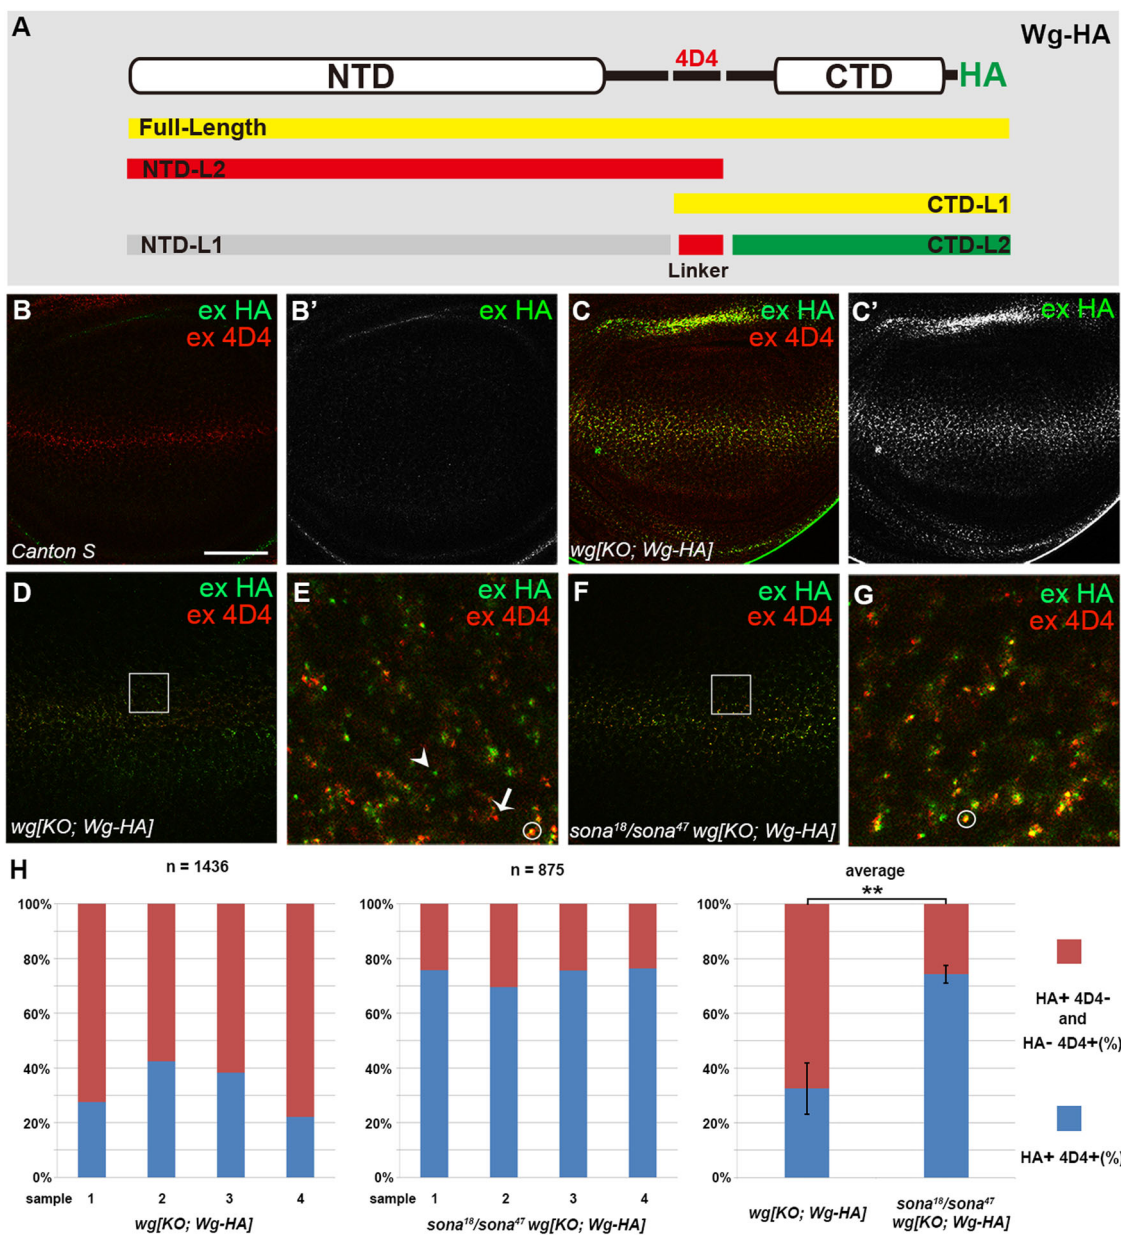 A
Wg-HA
4D4
NTD
CTD
HA
Full-Length
NTD-L2
CTD-L1
NTD-L1
CTD-L2
Linker
B
ex HA
ex 4D4
Canton S
B'
ex HA
C
ex HA
ex 4D4
wg[KO; Wg-HA]
C'
ex HA
D
ex HA
ex 4D4
wg[KO; Wg-HA]
E
ex HA
ex 4D4
F
ex HA
ex 4D4
sona18/sona47 wg[KO; Wg-HA]
G
ex HA
ex 4D4
H
n = 1436
100%
80%
60%
40%
20%
0%
sample 1 2 3 4
wg[KO; Wg-HA]
n = 875
100%
80%
60%
40%
20%
0%
sample 1 2 3 4
sona18/sona47 wg[KO; Wg-HA]
average
**
100%
80%
60%
40%
20%
0%
wg[KO; Wg-HA]
sona18/sona47
wg[KO; Wg-HA]
HA+ 4D4-
and
HA- 4D4+(%)
HA+ 4D4+(%)